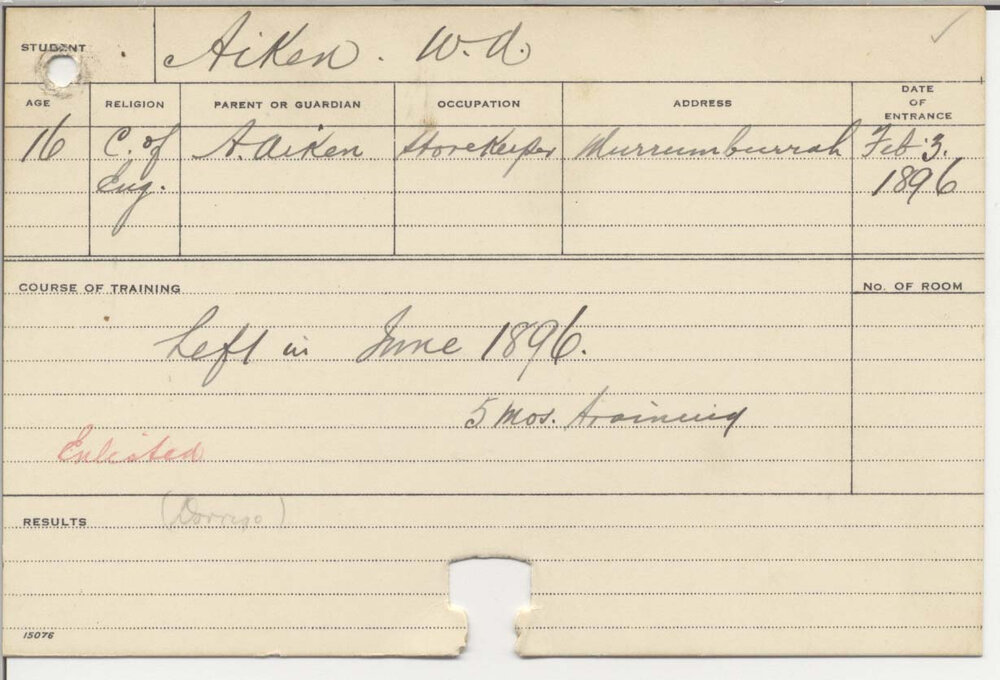 STUDENT Aiken. W. A.
AGE RELIGION PARENT OR GUARDIAN OCCUPATION ADDRESS DATE OF ENTRANCE
16 C. of Eng. A. Aiken Storekeeper Murrumburrah Feb 3. 1896
COURSE OF TRAINING No. OF ROOM
Left in June 1896.
5 mos. training
Enlisted
RESULTS (Dorrigo)
15076